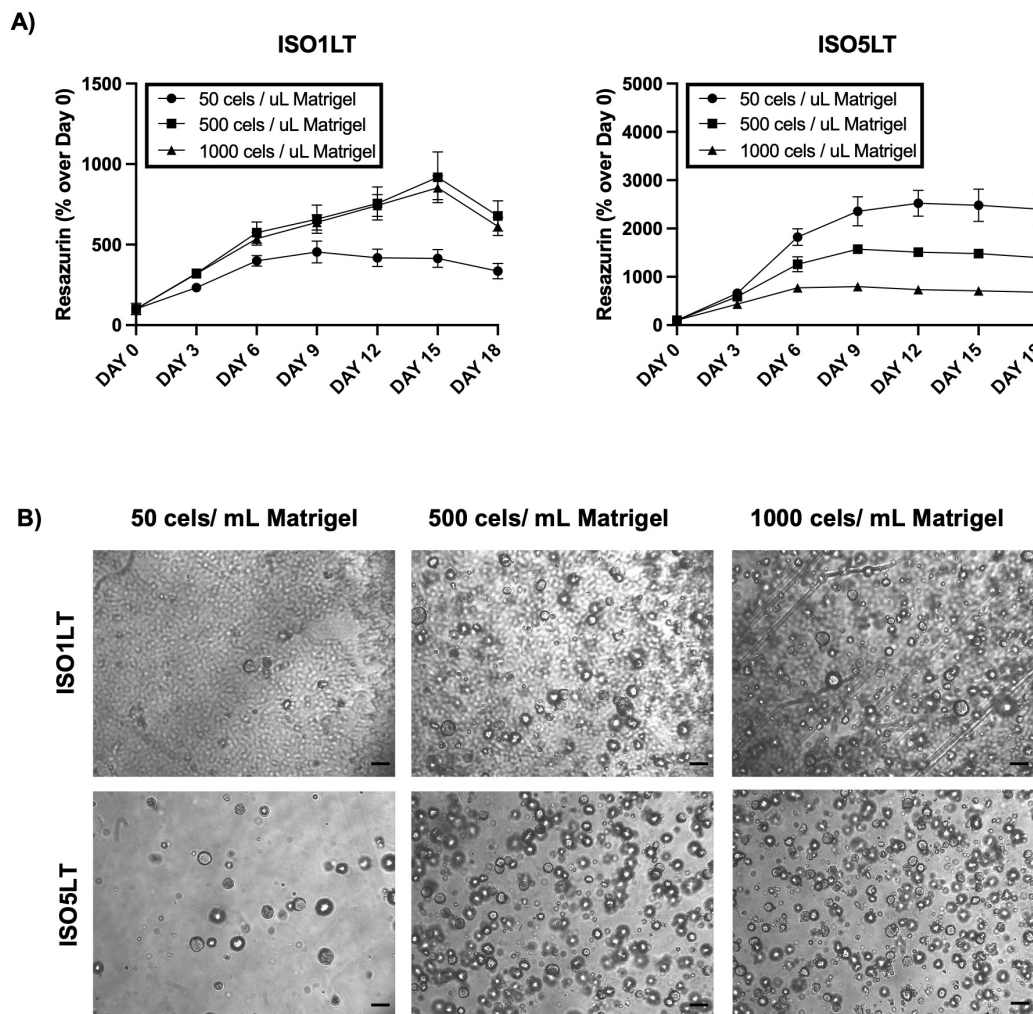 A)
ISO1LT
Resazurin (% over Day 0)
1500
1000
500
0
50 cels / uL Matrigel
500 cels / uL Matrigel
1000 cels / uL Matrigel
DAY 0
DAY 3
DAY 6
DAY 9
DAY 12
DAY 15
DAY 18
ISO5LT
Resazurin (% over Day 0)
5000
4000
3000
2000
1000
0
50 cels / uL Matrigel
500 cels / uL Matrigel
1000 cels / uL Matrigel
DAY 0
DAY 3
DAY 6
DAY 9
DAY 12
DAY 15
DAY 18
B)
50 cels/ mL Matrigel
500 cels/ mL Matrigel
1000 cels/ mL Matrigel
ISO1LT
ISO5LT